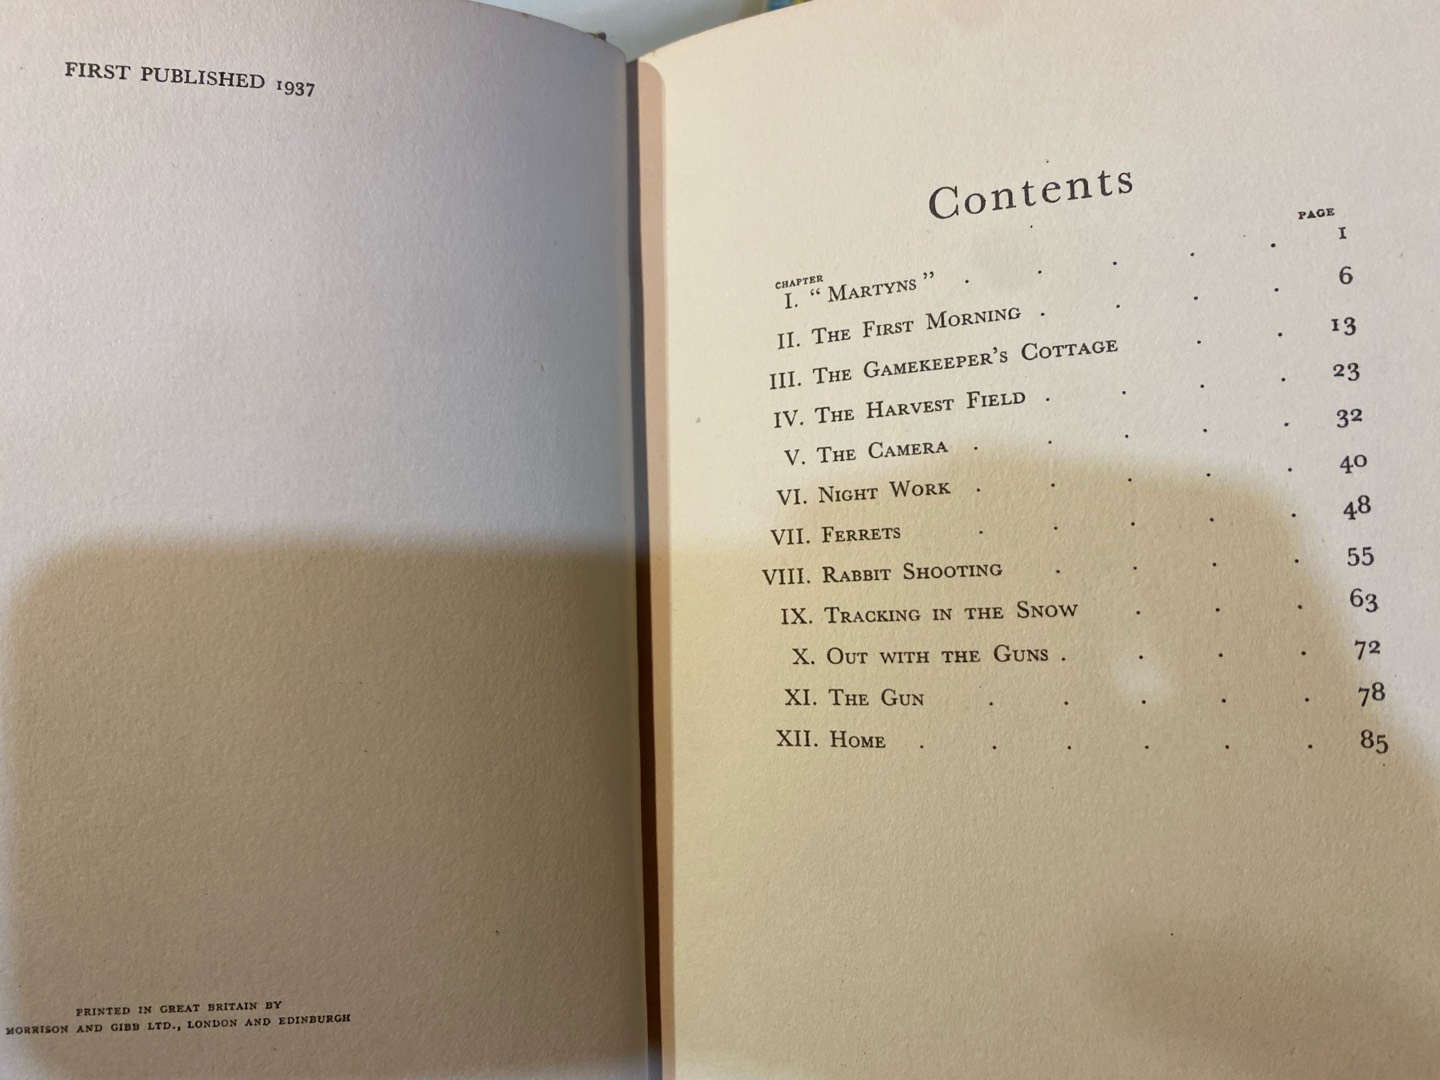 FIRST PUBLISHED 1937
PRINTED IN GREAT BRITAIN BY
MORRISON AND GIBB LTD., LONDON AND EDINBURGH
Contents
CHAPTER PAGE
I. “MARTYNS” . . . . . 1
II. THE FIRST MORNING . . . . 6
III. THE GAMEKEEPER'S COTTAGE . . 13
IV. THE HARVEST FIELD . . . . 23
V. THE CAMERA . . . . . 32
VI. NIGHT WORK . . . . . 40
VII. FERRETS . . . . . 48
VIII. RABBIT SHOOTING . . . . 55
IX. TRACKING IN THE SNOW . . . 63
X. OUT WITH THE GUNS . . . . 72
XI. THE GUN . . . . . 78
XII. HOME . . . . . . 85